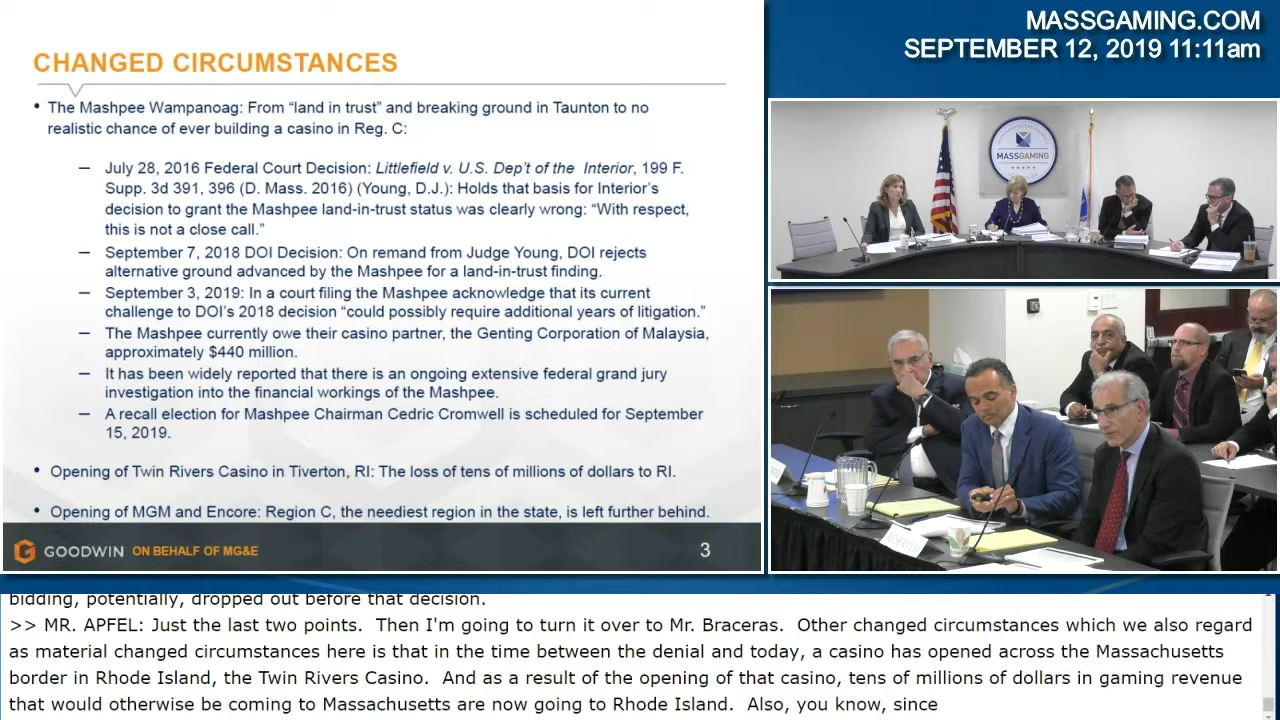 MASSGAMING.COM
SEPTEMBER 12, 2019 11:11am
CHANGED CIRCUMSTANCES
• The Mashpee Wampanoag: From “land in trust” and breaking ground in Taunton to no
realistic chance of ever building a casino in Reg. C:
– July 28, 2016 Federal Court Decision: Littlefield v. U.S. Dep’t of the Interior, 199 F.
Supp. 3d 391, 396 (D. Mass. 2016) (Young, D.J.): Holds that basis for Interior’s
decision to grant the Mashpee land-in-trust status was clearly wrong: “With respect,
this is not a close call.”
– September 7, 2018 DOI Decision: On remand from Judge Young, DOI rejects
alternative ground advanced by the Mashpee for a land-in-trust finding.
– September 3, 2019: In a court filing the Mashpee acknowledge that its current
challenge to DOI’s 2018 decision “could possibly require additional years of litigation.”
– The Mashpee currently owe their casino partner, the Genting Corporation of Malaysia,
approximately $440 million.
– It has been widely reported that there is an ongoing extensive federal grand jury
investigation into the financial workings of the Mashpee.
– A recall election for Mashpee Chairman Cedric Cromwell is scheduled for September
15, 2019.
• Opening of Twin Rivers Casino in Tiverton, RI: The loss of tens of millions of dollars to RI.
• Opening of MGM and Encore: Region C, the neediest region in the state, is left further behind.
GOODWIN ON BEHALF OF MG&E
3
MASSGAMING
bidding, potentially, dropped out before that decision.
>> MR. APFEL: Just the last two points. Then I'm going to turn it over to Mr. Braceras. Other changed circumstances which we also regard
as material changed circumstances here is that in the time between the denial and today, a casino has opened across the Massachusetts
border in Rhode Island, the Twin Rivers Casino. And as a result of the opening of that casino, tens of millions of dollars in gaming revenue
that would otherwise be coming to Massachusetts are now going to Rhode Island. Also, you know, since